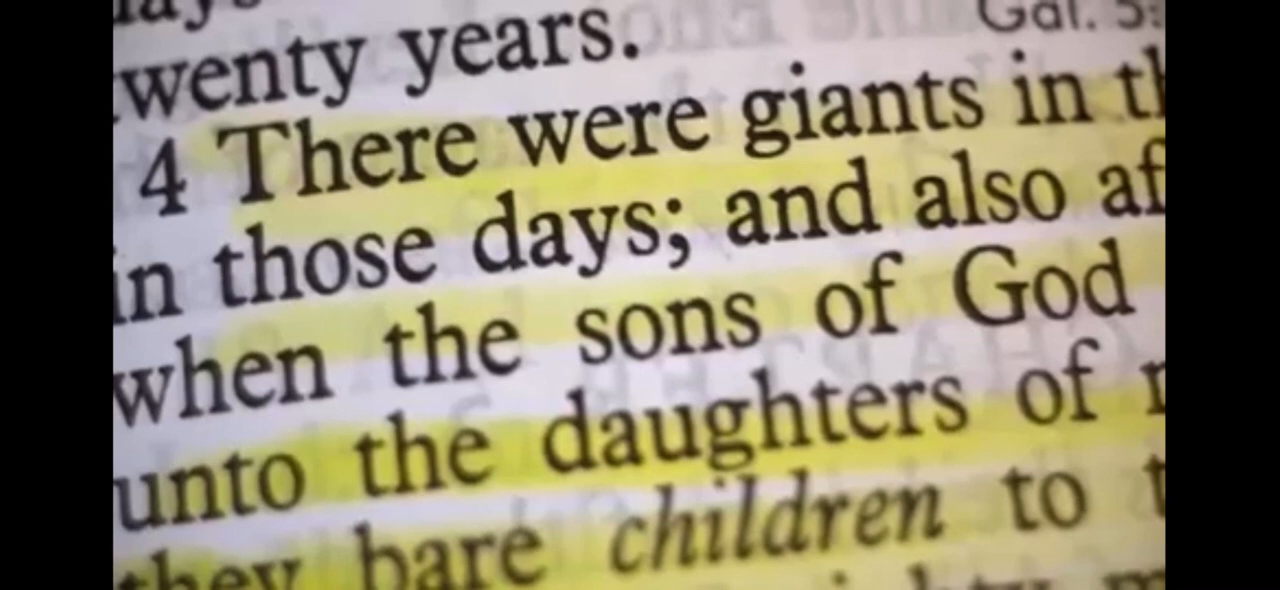 Gal. 5:
wenty years.
4 There were giants in th
in those days; and also af
when the sons of God
unto the daughters of
they bare children to